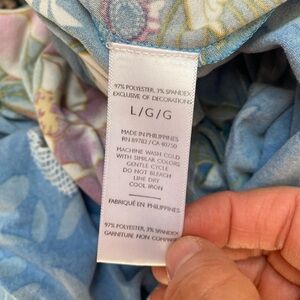 97% POLYESTER, 3% SPANDEX
EXCLUSIVE OF DECORATIONS
L/G/G
MADE IN PHILIPPINES
RN 89782 / CA 40750
MACHINE WASH COLD
WITH SIMILAR COLORS
GENTLE CYCLE
DO NOT BLEACH
LINE DRY
COOL IRON
FABRIQUÉ EN PHILIPPINES
97% POLYESTER, 3% SPANDEX
GARNITURE NON